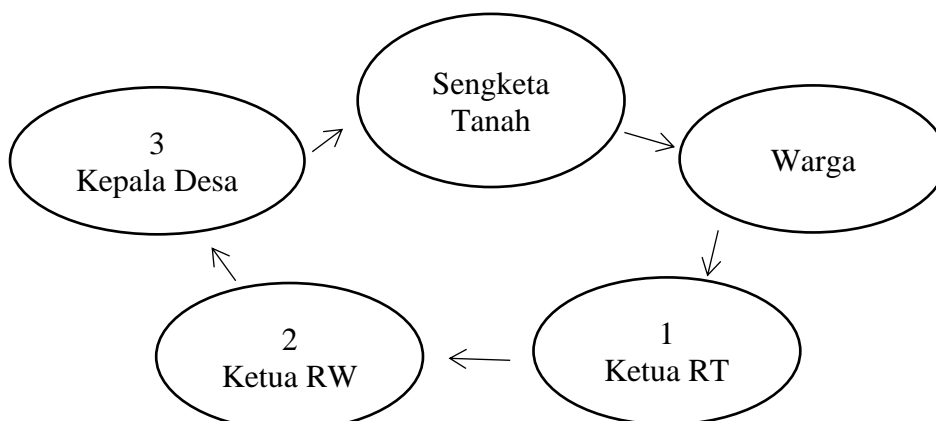 Sengketa
Tanah
Warga
1
Ketua RT
2
Ketua RW
3
Kepala Desa